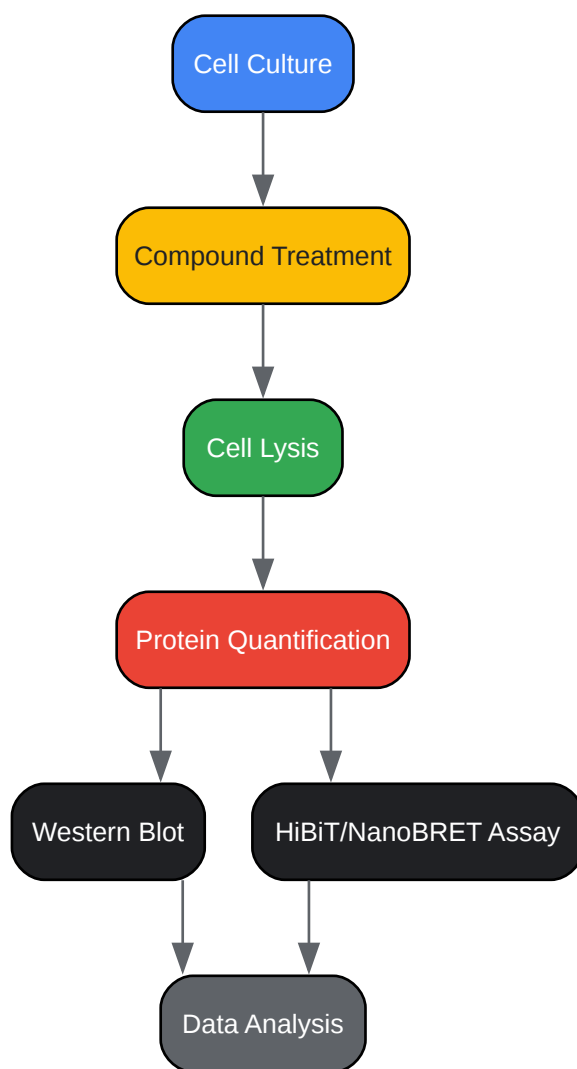 Cell Culture
Compound Treatment
Cell Lysis
Protein Quantification
Western Blot
HiBiT/NanoBRET Assay
Data Analysis